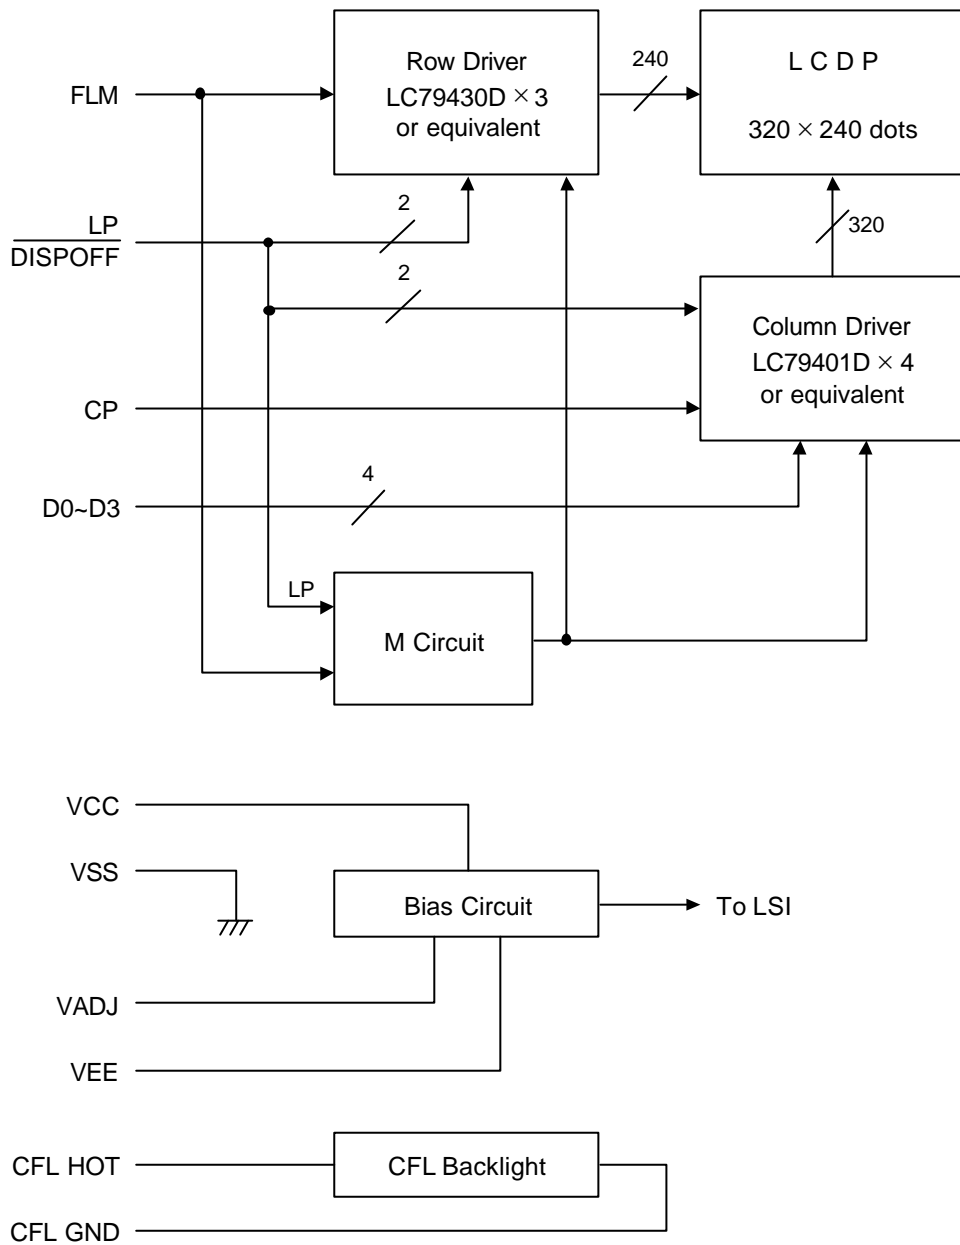 Row Driver
LC79430D × 3
or equivalent
240
L C D P
320 × 240 dots
FLM
LP
DISPOFF
2
2
320
Column Driver
LC79401D × 4
or equivalent
CP
4
D0~D3
LP
M Circuit
VCC
VSS
Bias Circuit
To LSI
VADJ
VEE
CFL HOT
CFL Backlight
CFL GND